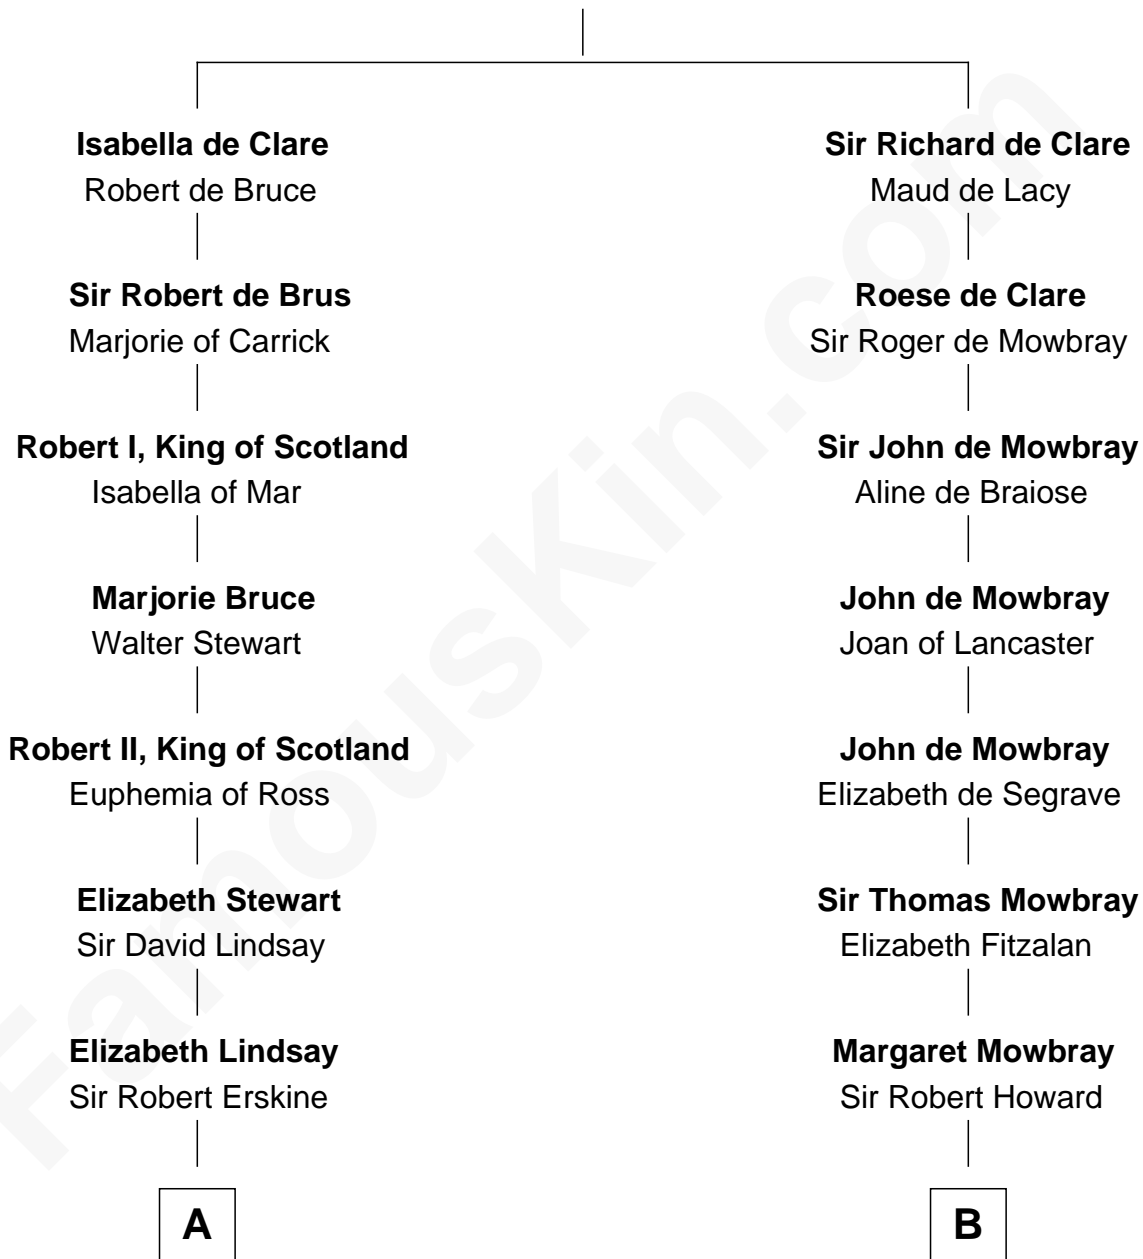 Isabella de Clare
Robert de Bruce
Sir Robert de Brus
Marjorie of Carrick
Robert I, King of Scotland
Isabella of Mar
Marjorie Bruce
Walter Stewart
Robert II, King of Scotland
Euphemia of Ross
Elizabeth Stewart
Sir David Lindsay
Elizabeth Lindsay
Sir Robert Erskine
A
Sir Richard de Clare
Maud de Lacy
Roese de Clare
Sir Roger de Mowbray
Sir John de Mowbray
Aline de Braiose
John de Mowbray
Joan of Lancaster
John de Mowbray
Elizabeth de Segrave
Sir Thomas Mowbray
Elizabeth Fitzalan
Margaret Mowbray
Sir Robert Howard
B
FamousKin.com